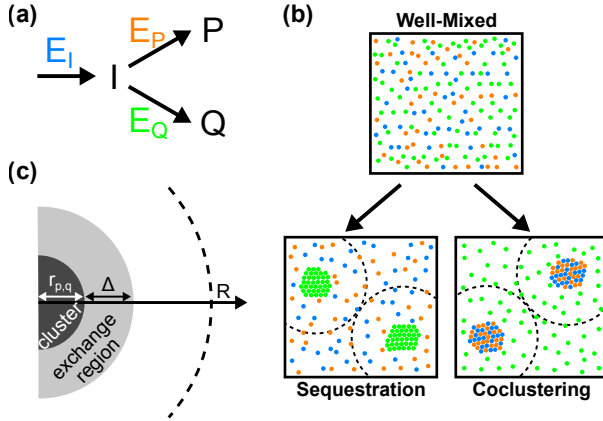 (a)
E_I
I
E_P
P
E_Q
Q
(b)
Well-Mixed
Sequestration
Coclustering
(c)
r_p,q
Δ
R
cluster
exchange
region